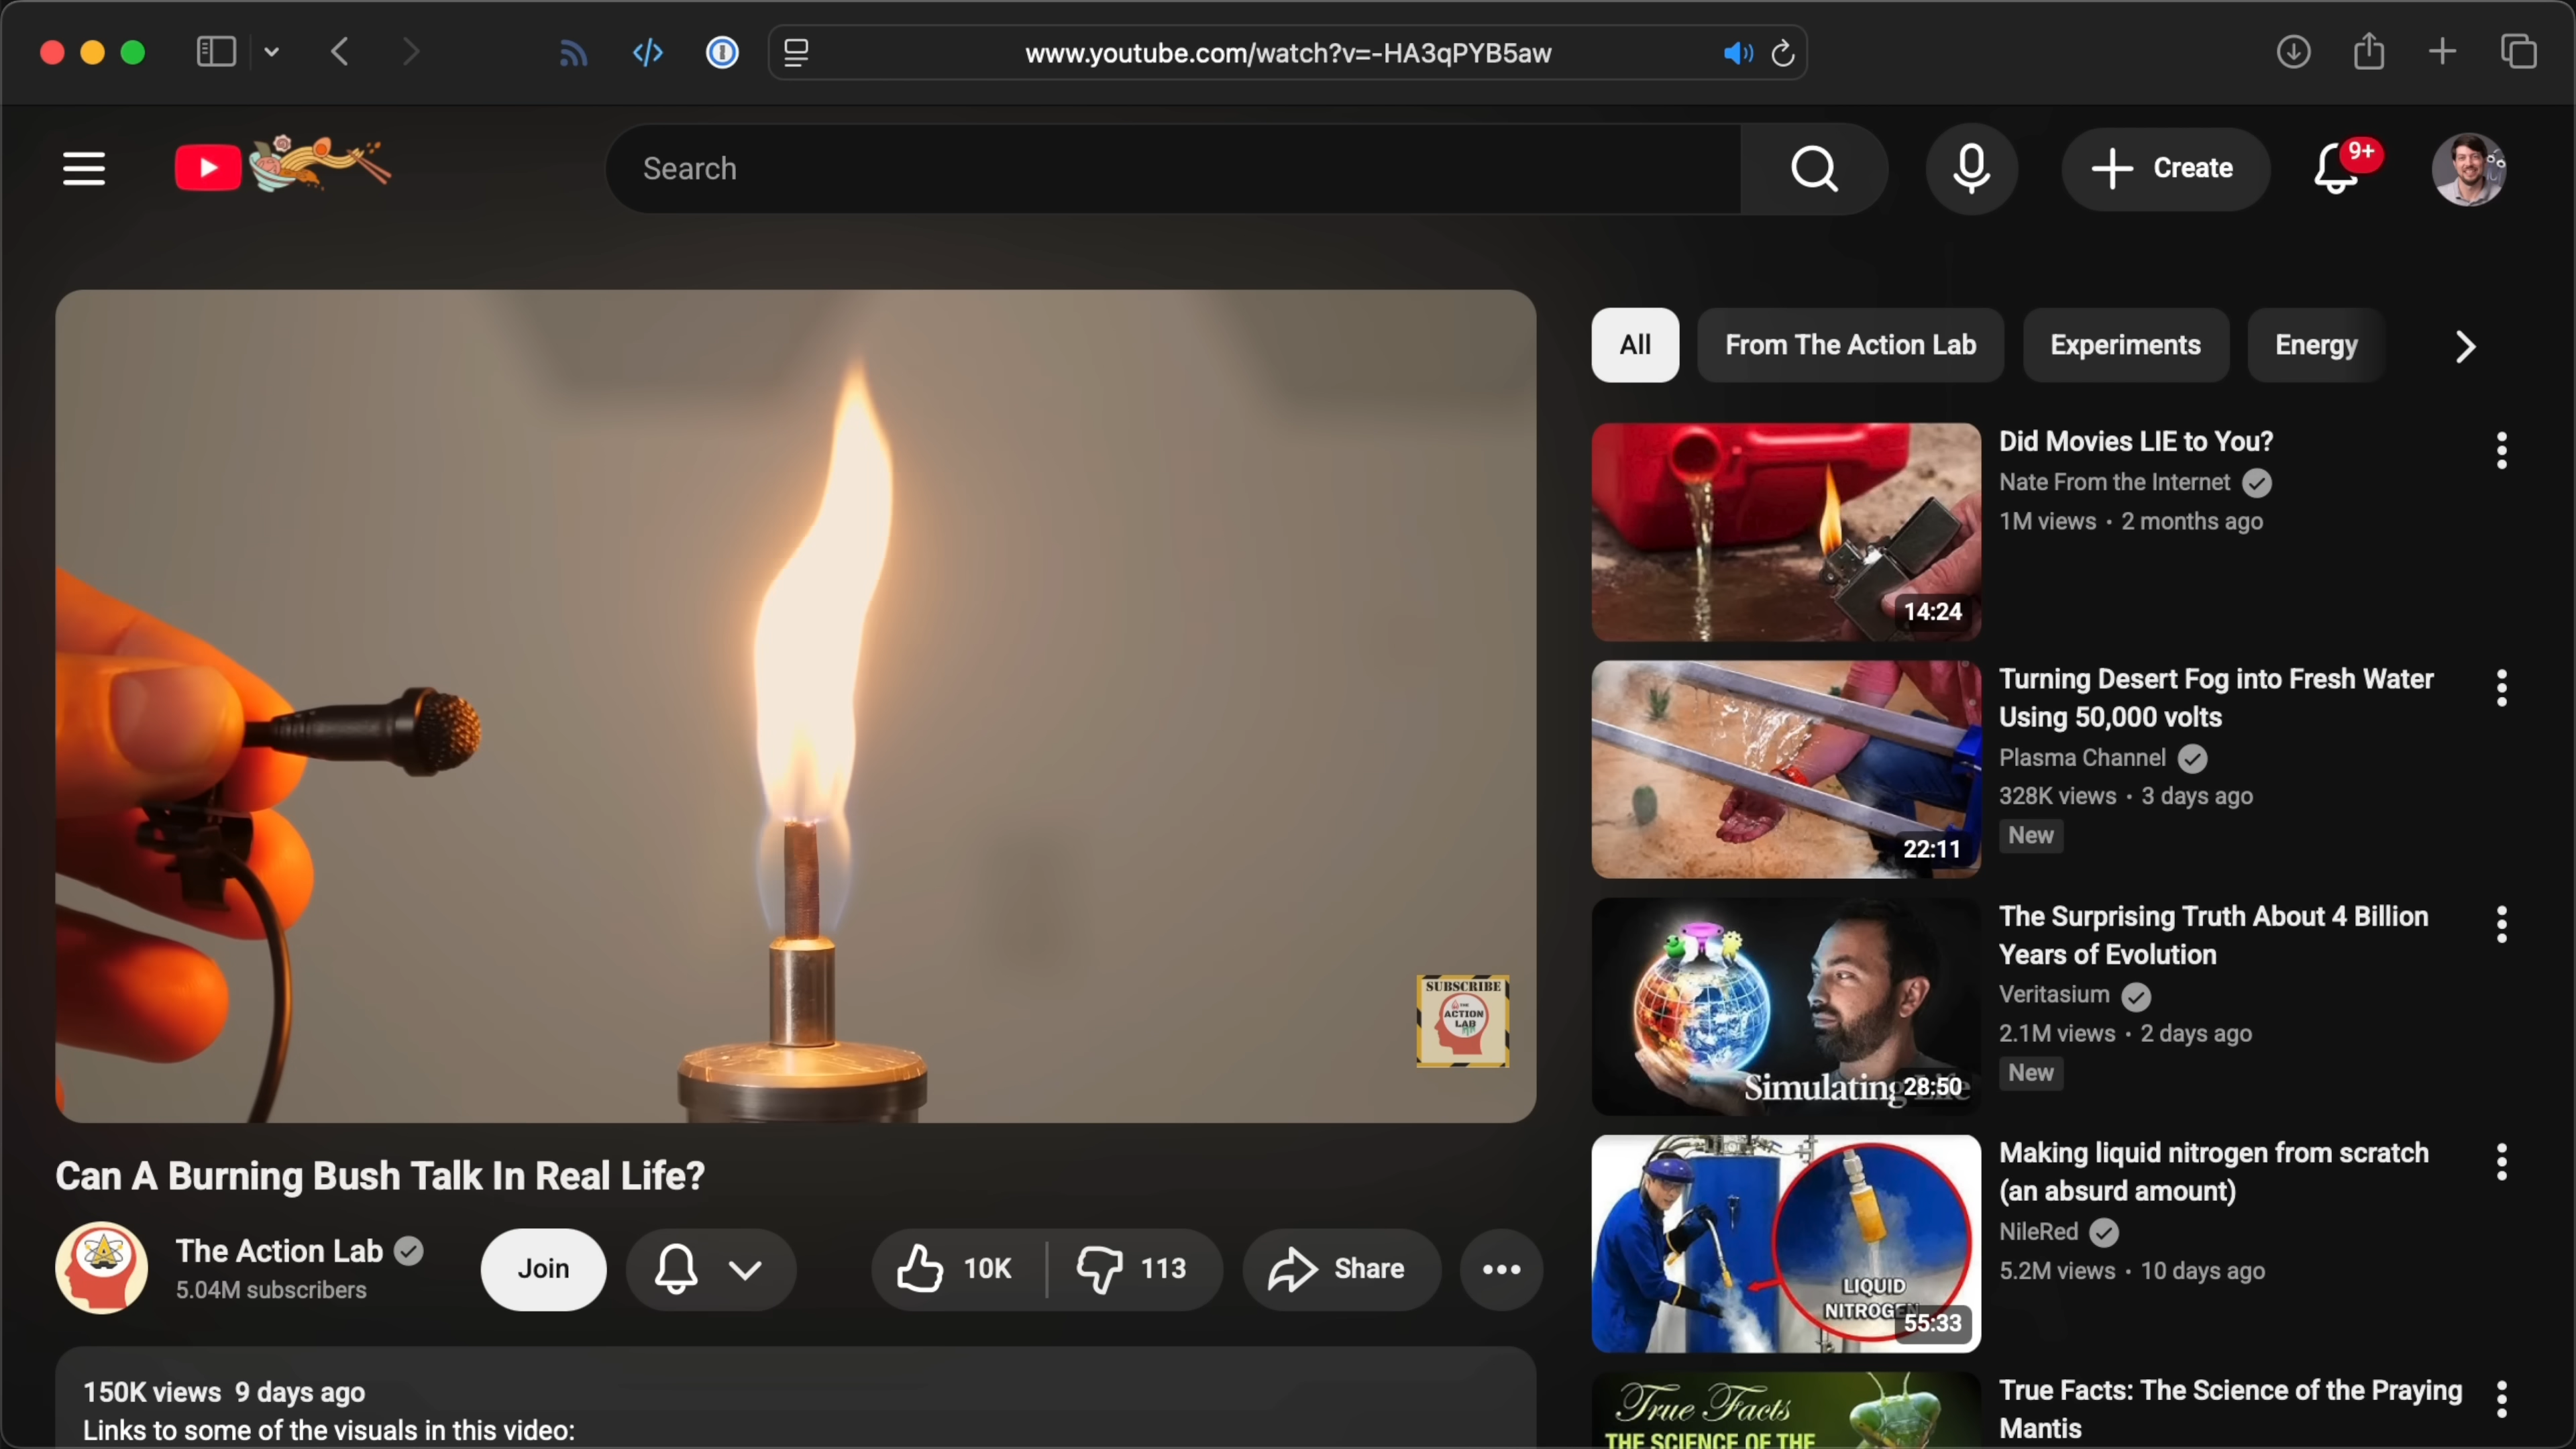 www.youtube.com/watch?v=-HA3qPYB5aw
Search
Create
9+
SUBSCRIBE
THE
ACTION
LAB
Can A Burning Bush Talk In Real Life?
The Action Lab
5.04M subscribers
Join
10K
113
Share
150K views 9 days ago
Links to some of the visuals in this video:
All
From The Action Lab
Experiments
Energy
14:24
Did Movies LIE to You?
Nate From the Internet
1M views • 2 months ago
22:11
Turning Desert Fog into Fresh Water
Using 50,000 volts
Plasma Channel
328K views • 3 days ago
New
Simulating Life
28:50
The Surprising Truth About 4 Billion
Years of Evolution
Veritasium
2.1M views • 2 days ago
New
LIQUID
NITROGEN
55:33
Making liquid nitrogen from scratch
(an absurd amount)
NileRed
5.2M views • 10 days ago
True Facts
THE SCIENCE OF THE
True Facts: The Science of the Praying
Mantis